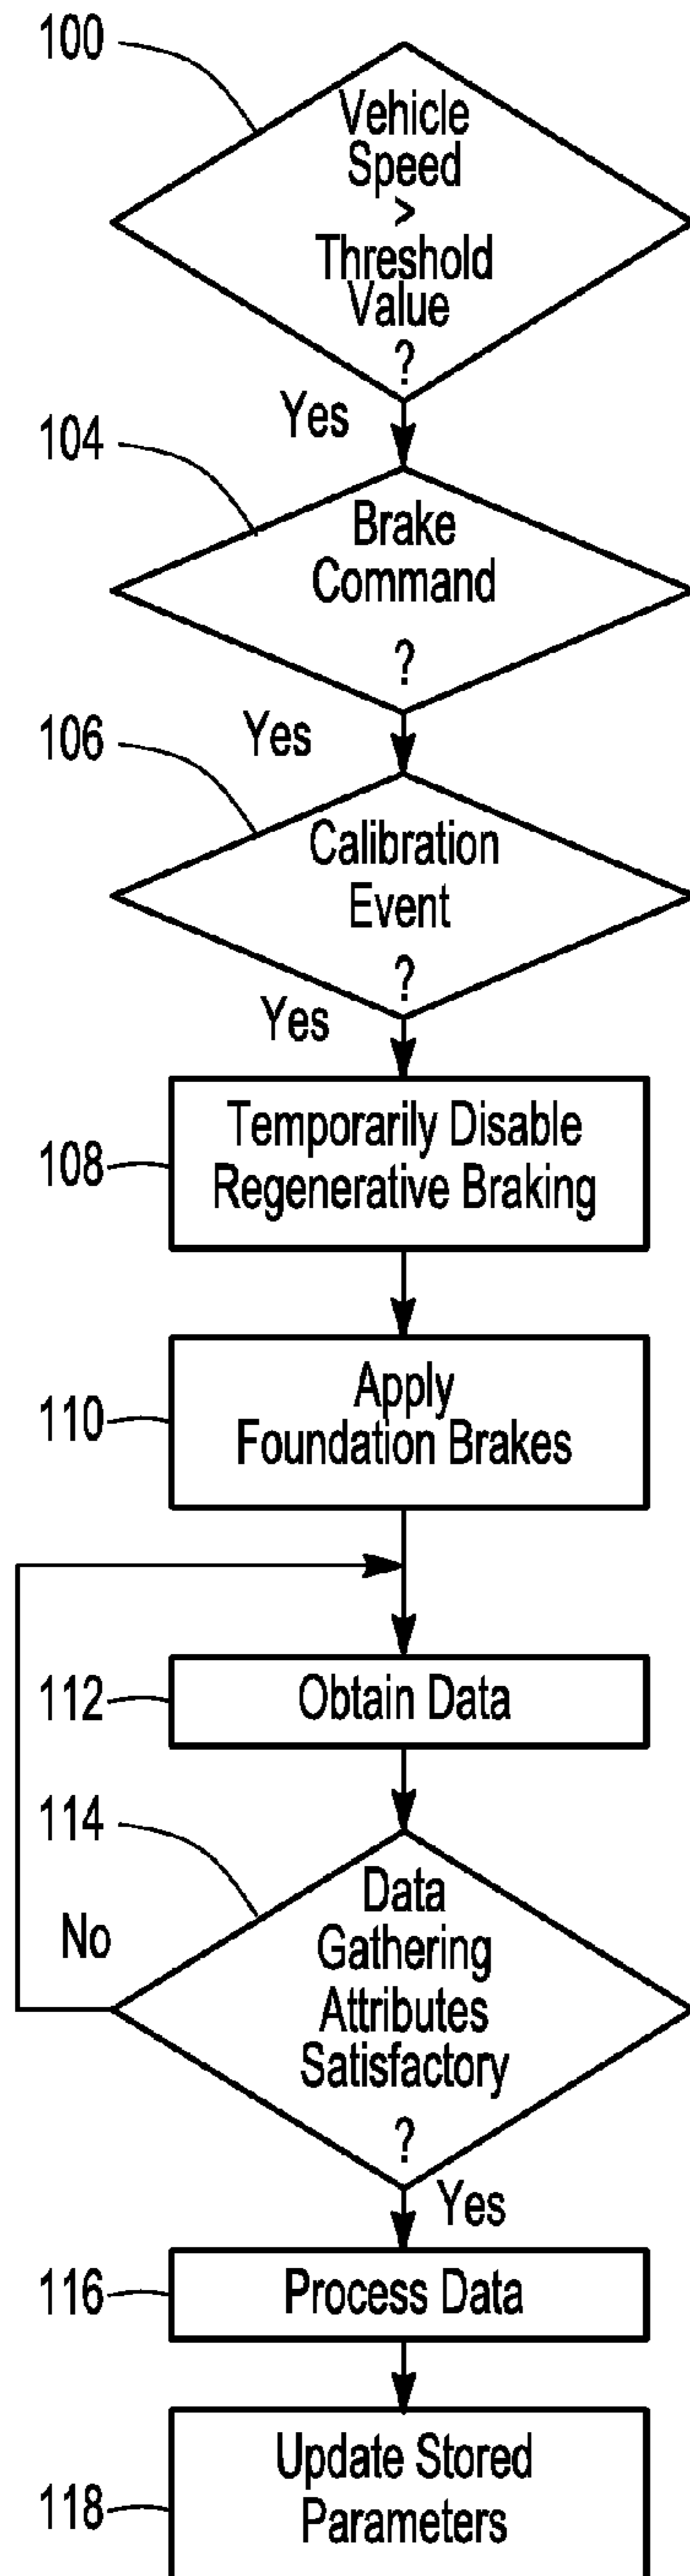 100
Vehicle
Speed
>
Threshold
Value
?
Yes
104
Brake
Command
?
Yes
106
Calibration
Event
?
Yes
108
Temporarily Disable
Regenerative Braking
110
Apply
Foundation Brakes
112
Obtain Data
114
Data
Gathering
Attributes
Satisfactory
?
No
Yes
116
Process Data
118
Update Stored
Parameters